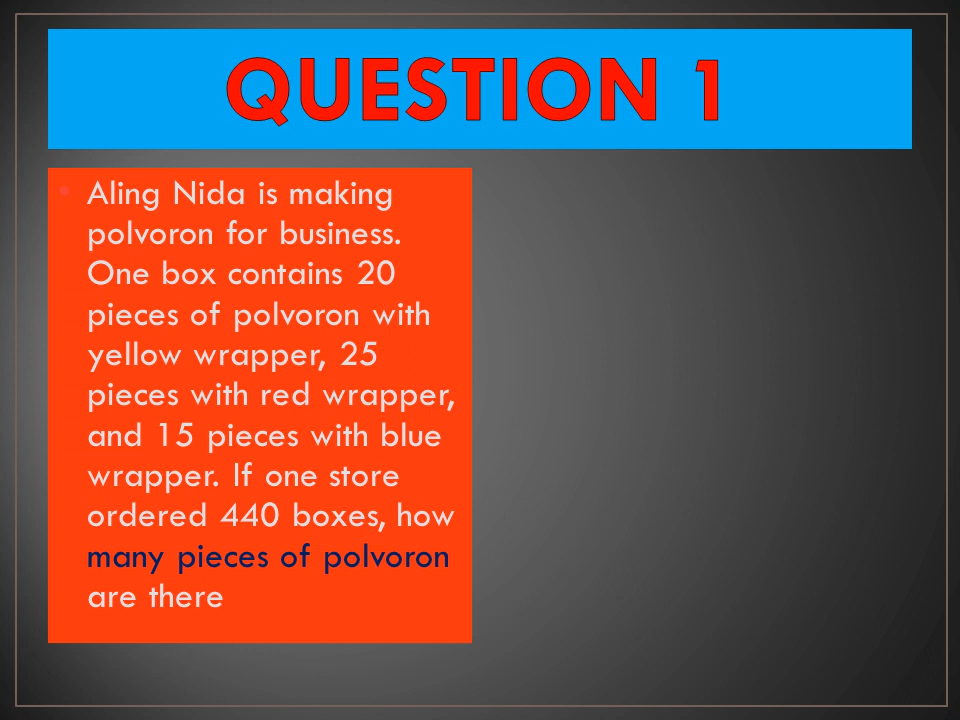 QUESTION 1
• Aling Nida is making
polvoron for business.
One box contains 20
pieces of polvoron with
yellow wrapper, 25
pieces with red wrapper,
and 15 pieces with blue
wrapper. If one store
ordered 440 boxes, how
many pieces of polvoron
are there